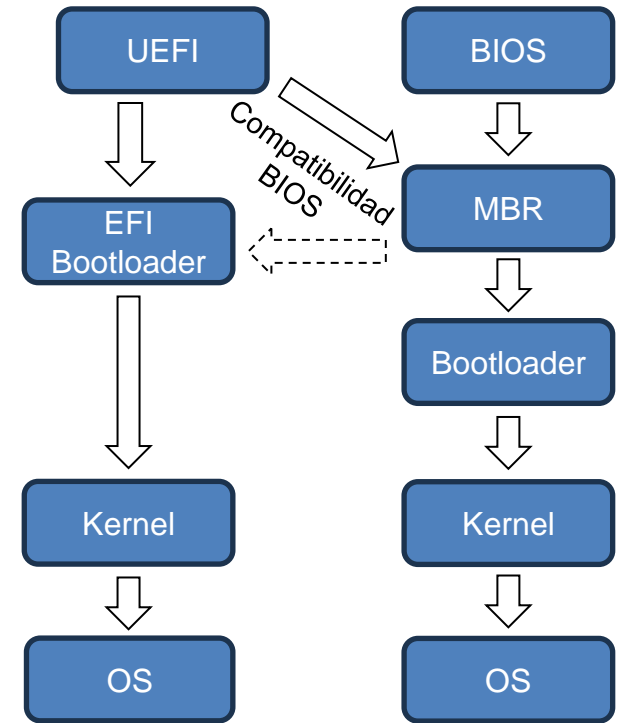 UEFI
BIOS
Compatibilidad
BIOS
EFI
Bootloader
MBR
Bootloader
Kernel
Kernel
OS
OS